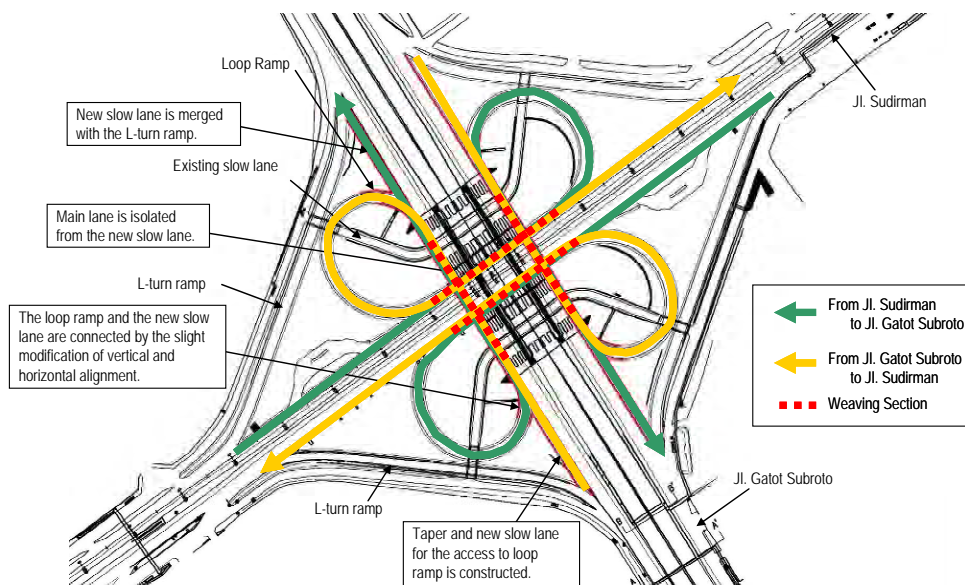 Loop Ramp
New slow lane is merged
with the L-turn ramp.
Existing slow lane
Main lane is isolated
from the new slow lane.
L-turn ramp
The loop ramp and the new slow
lane are connected by the slight
modification of vertical and
horizontal alignment.
L-turn ramp
Taper and new slow lane
for the access to loop
ramp is constructed.
Jl. Sudirman
From Jl. Sudirman
to Jl. Gatot Subroto
From Jl. Gatot Subroto
to Jl. Sudirman
Weaving Section
Jl. Gatot Subroto